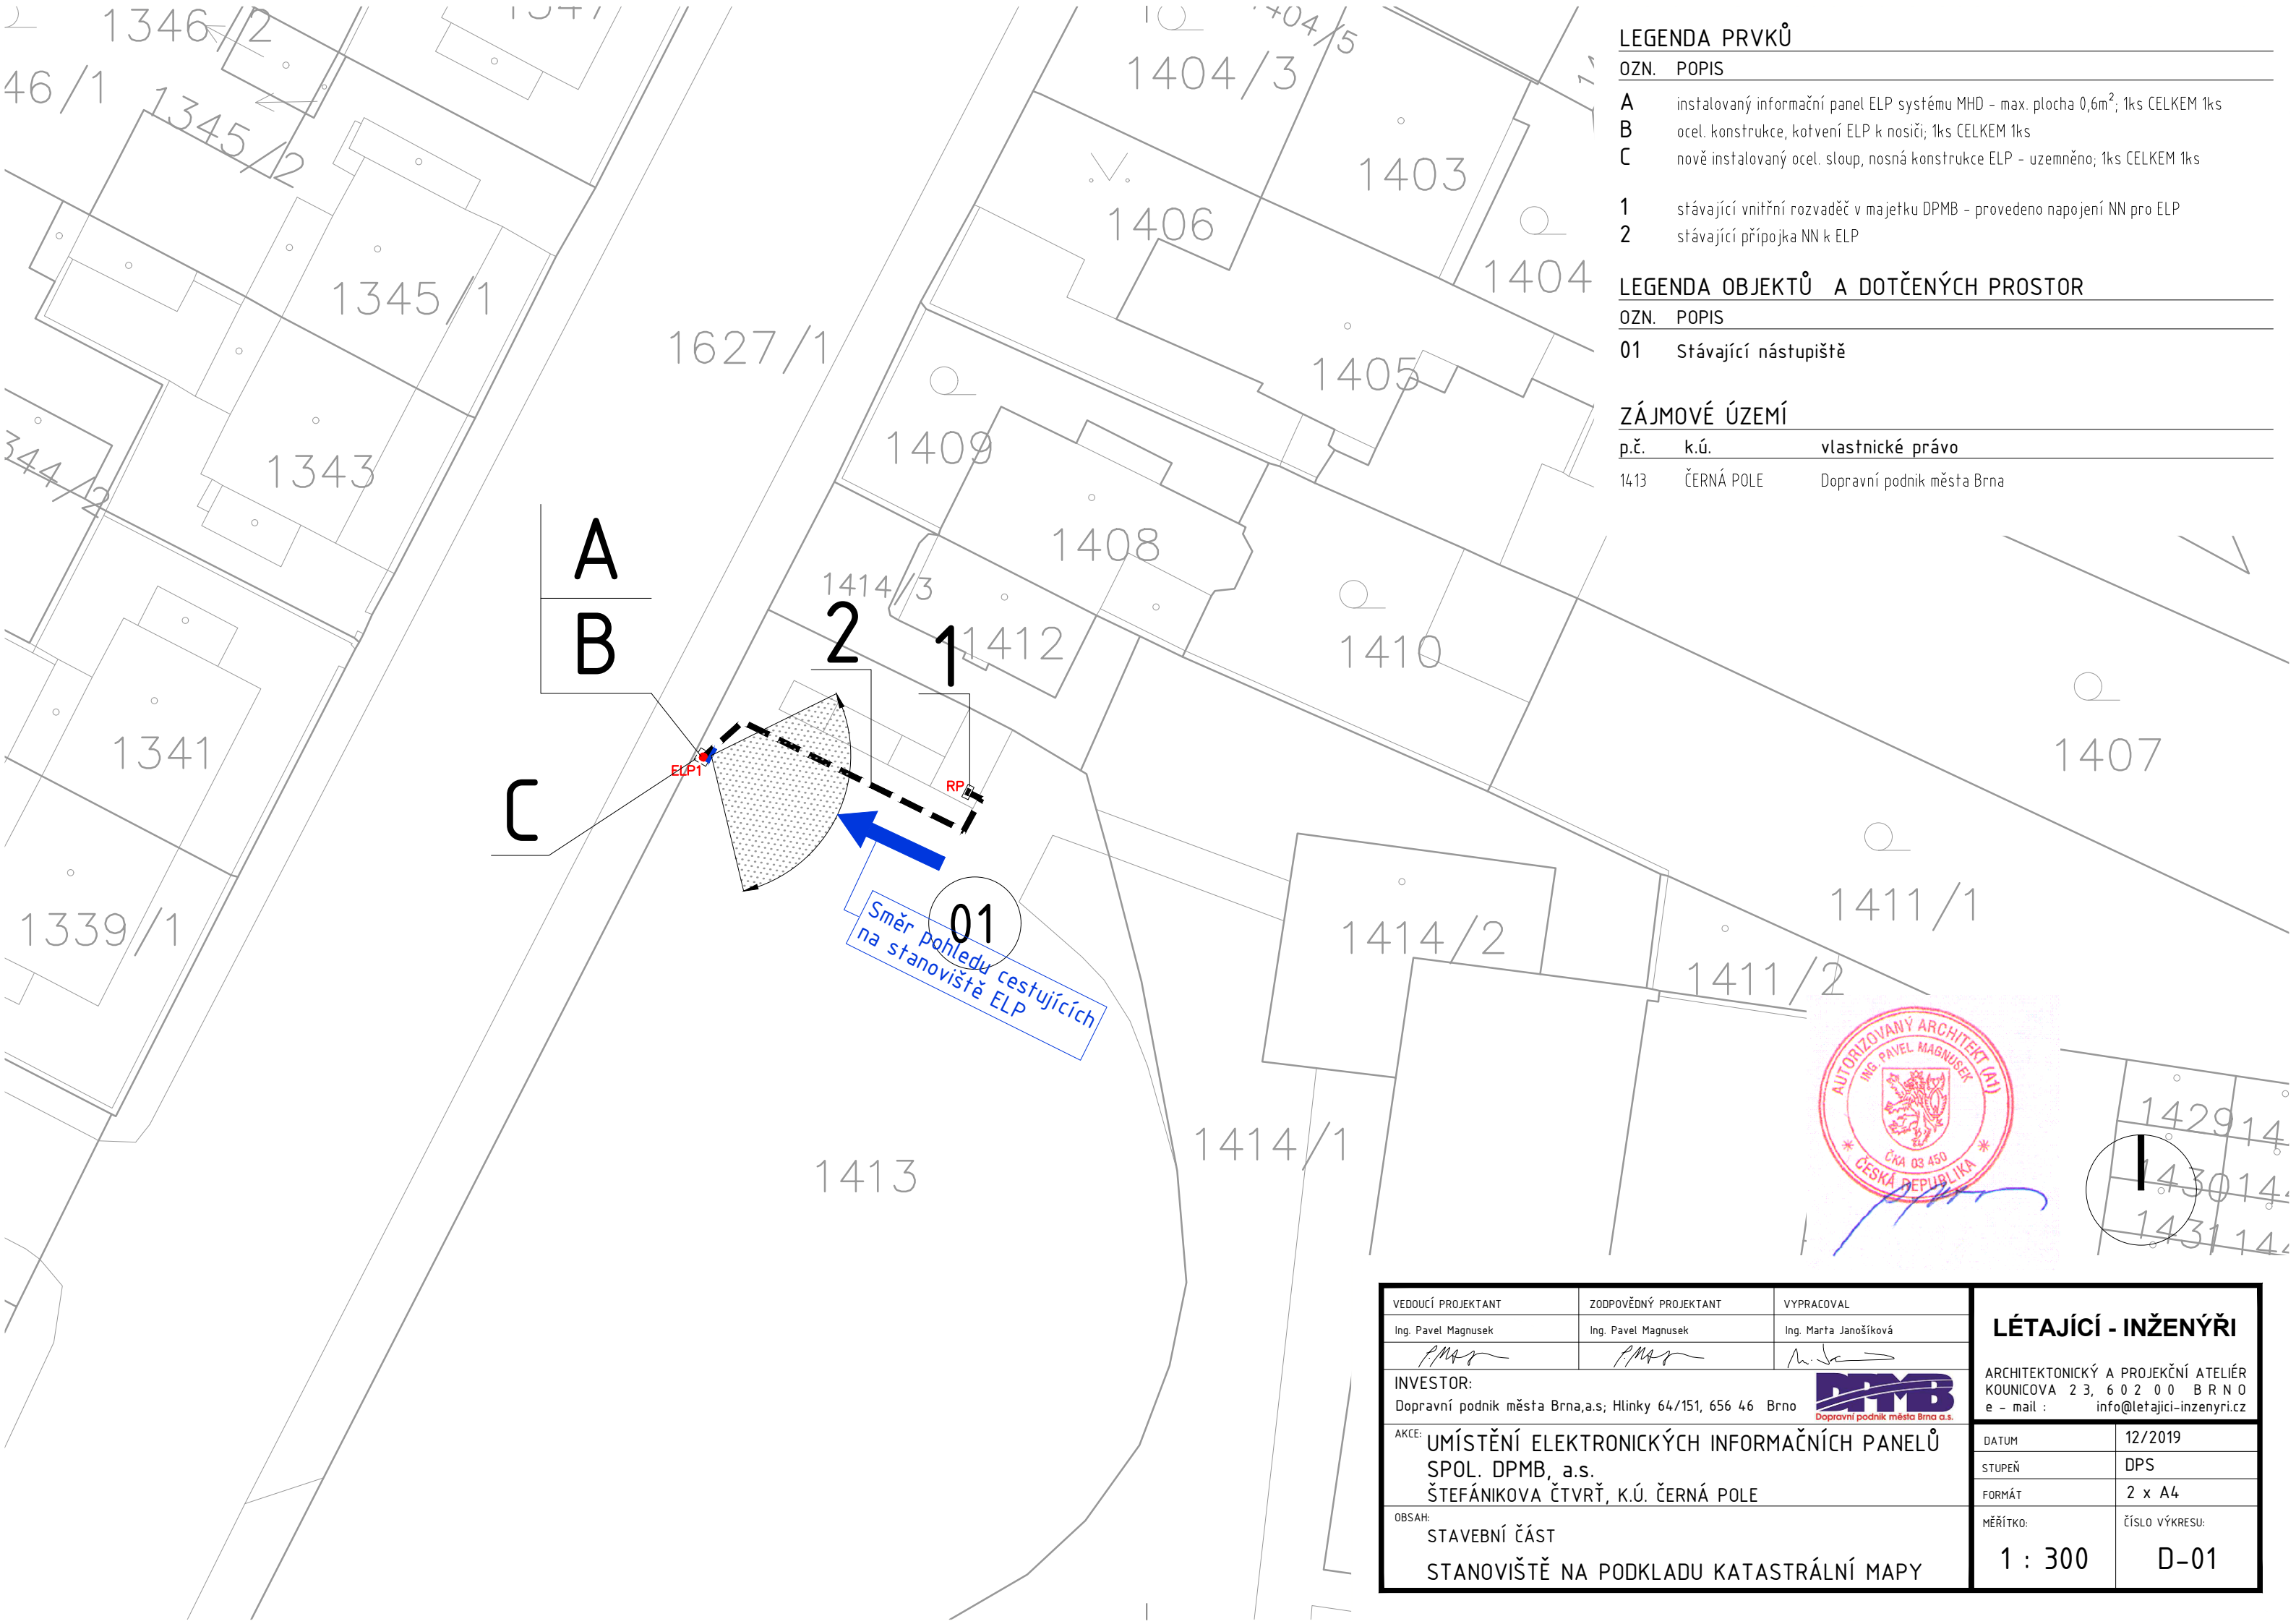 1346/2
1347
46/1
1345/2
1345/1
1343
344/2
1341
1339/1
1627/1
1404/5
1404/3
1403
1406
1404
1405
1409
1408
1414/3
1412
1410
1407
1411/1
1411/2
1414/2
1414/1
1413
1429
14
1430
144
1431
144
A
B
C
2
1
ELP1
RP
01
Směr pohledu cestujících
na stanoviště ELP
LEGENDA PRVKŮ
OZN. POPIS
A instalovaný informační panel ELP systému MHD - max. plocha 0,6m²; 1ks CELKEM 1ks
B ocel. konstrukce, kotvení ELP k nosiči; 1ks CELKEM 1ks
C nově instalovaný ocel. sloup, nosná konstrukce ELP - uzemněno; 1ks CELKEM 1ks
1 stávající vnitřní rozvaděč v majetku DPMB - provedeno napojení NN pro ELP
2 stávající přípojka NN k ELP
LEGENDA OBJEKTŮ A DOTČENÝCH PROSTOR
OZN. POPIS
01 Stávající nástupiště
ZÁJMOVÉ ÚZEMÍ
p.č. k.ú. vlastnické právo
1413 ČERNÁ POLE Dopravní podnik města Brna
AUTORIZOVANÝ ARCHITEKT (A1)
ING. PAVEL MAGNUSEK
ČKA 03 450
ČESKÁ REPUBLIKA
VEDOUCÍ PROJEKTANT ZODPOVĚDNÝ PROJEKTANT VYPRACOVAL
Ing. Pavel Magnusek Ing. Pavel Magnusek Ing. Marta Janošíková
INVESTOR:
Dopravní podnik města Brna,a.s; Hlinky 64/151, 656 46 Brno
DPMB
Dopravní podnik města Brna a.s.
AKCE: UMÍSTĚNÍ ELEKTRONICKÝCH INFORMAČNÍCH PANELŮ
SPOL. DPMB, a.s.
ŠTEFÁNIKOVA ČTVRŤ, K.Ú. ČERNÁ POLE
OBSAH:
STAVEBNÍ ČÁST
STANOVIŠTĚ NA PODKLADU KATASTRÁLNÍ MAPY
LÉTAJÍCÍ - INŽENÝŘI
ARCHITEKTONICKÝ A PROJEKČNÍ ATELIÉR
KOUNICOVA 23, 602 00 BRNO
e - mail : info@letajici-inzenyri.cz
DATUM 12/2019
STUPEŇ DPS
FORMÁT 2 x A4
MĚŘÍTKO: ČÍSLO VÝKRESU:
1 : 300 D-01